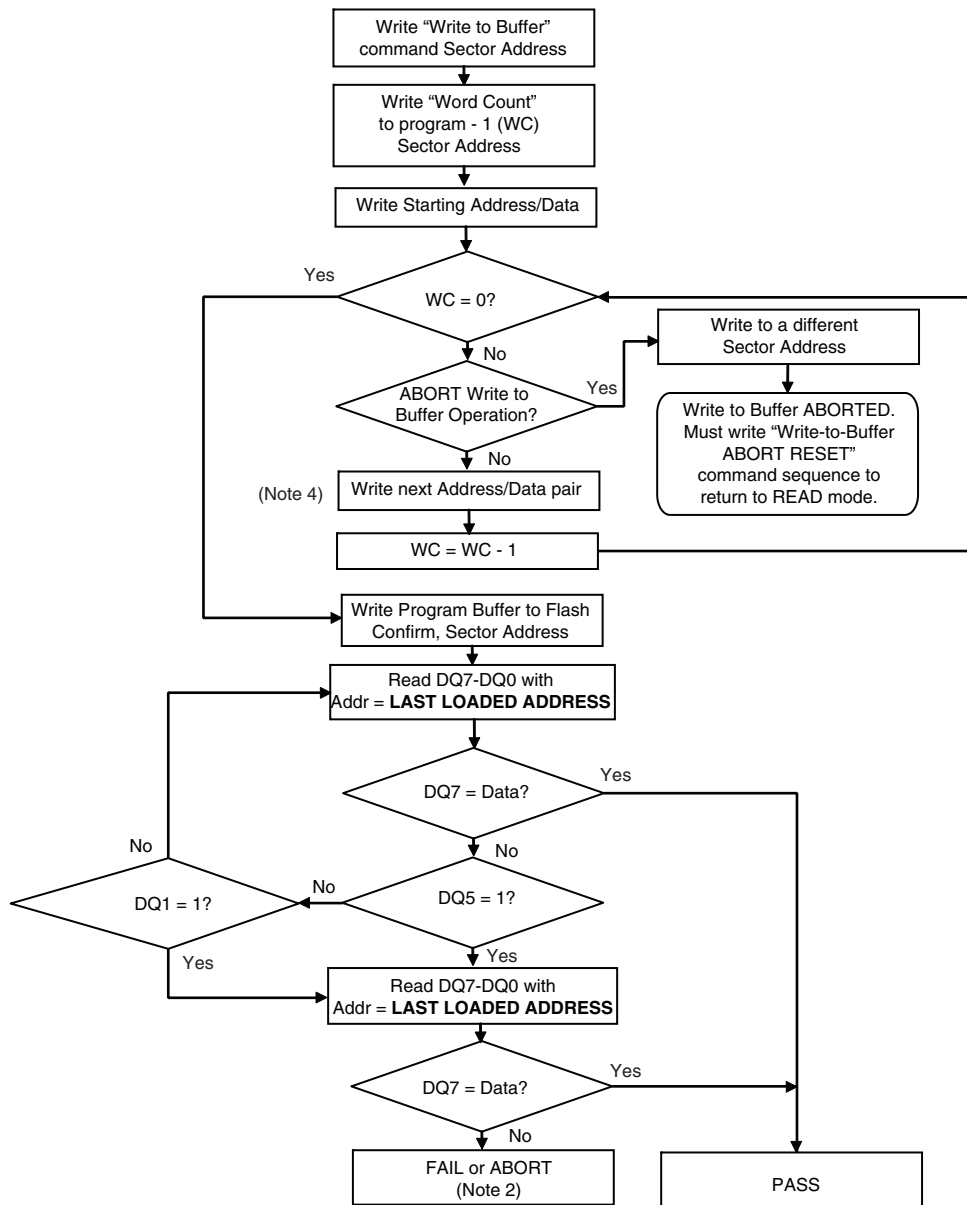 Write “Write to Buffer”
command Sector Address
Write “Word Count”
to program - 1 (WC)
Sector Address
Write Starting Address/Data
Yes
WC = 0?
No
Write to a different
Sector Address
ABORT Write to
Buffer Operation?
Yes
Write to Buffer ABORTED.
Must write “Write-to-Buffer
ABORT RESET”
command sequence to
return to READ mode.
No
(Note 4)
Write next Address/Data pair
WC = WC - 1
Write Program Buffer to Flash
Confirm, Sector Address
Read DQ7-DQ0 with
Addr = LAST LOADED ADDRESS
DQ7 = Data?
Yes
No
No
DQ1 = 1?
No
DQ5 = 1?
Yes
Yes
Read DQ7-DQ0 with
Addr = LAST LOADED ADDRESS
DQ7 = Data?
Yes
No
FAIL or ABORT
(Note 2)
PASS